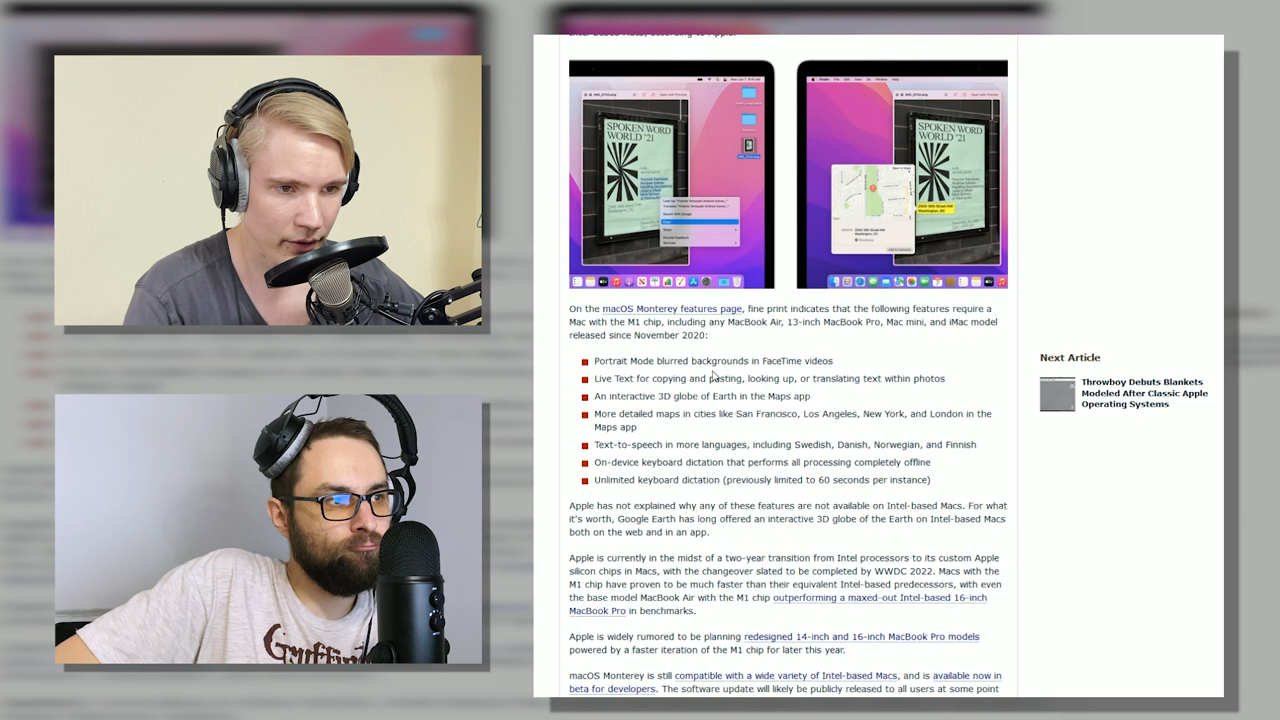 SPOKEN WORD
WORLD '21
SPOKEN WORD
WORLD '21
On the macOS Monterey features page, fine print indicates that the following features require a
Mac with the M1 chip, including any MacBook Air, 13-inch MacBook Pro, Mac mini, and iMac model
released since November 2020:
Portrait Mode blurred backgrounds in FaceTime videos
Live Text for copying and pasting, looking up, or translating text within photos
An interactive 3D globe of Earth in the Maps app
More detailed maps in cities like San Francisco, Los Angeles, New York, and London in the
Maps app
Text-to-speech in more languages, including Swedish, Danish, Norwegian, and Finnish
On-device keyboard dictation that performs all processing completely offline
Unlimited keyboard dictation (previously limited to 60 seconds per instance)
Apple has not explained why any of these features are not available on Intel-based Macs. For what
it's worth, Google Earth has long offered an interactive 3D globe of the Earth on Intel-based Macs
both on the web and in an app.
Apple is currently in the midst of a two-year transition from Intel processors to its custom Apple
silicon chips in Macs, with the changeover slated to be completed by WWDC 2022. Macs with the
M1 chip have proven to be much faster than their equivalent Intel-based predecessors, with even
the base model MacBook Air with the M1 chip outperforming a maxed-out Intel-based 16-inch
MacBook Pro in benchmarks.
Apple is widely rumored to be planning redesigned 14-inch and 16-inch MacBook Pro models
powered by a faster iteration of the M1 chip for later this year.
macOS Monterey is still compatible with a wide variety of Intel-based Macs, and is available now in
beta for developers. The software update will likely be publicly released to all users at some point
Next Article
Throwboy Debuts Blankets
Modeled After Classic Apple
Operating Systems